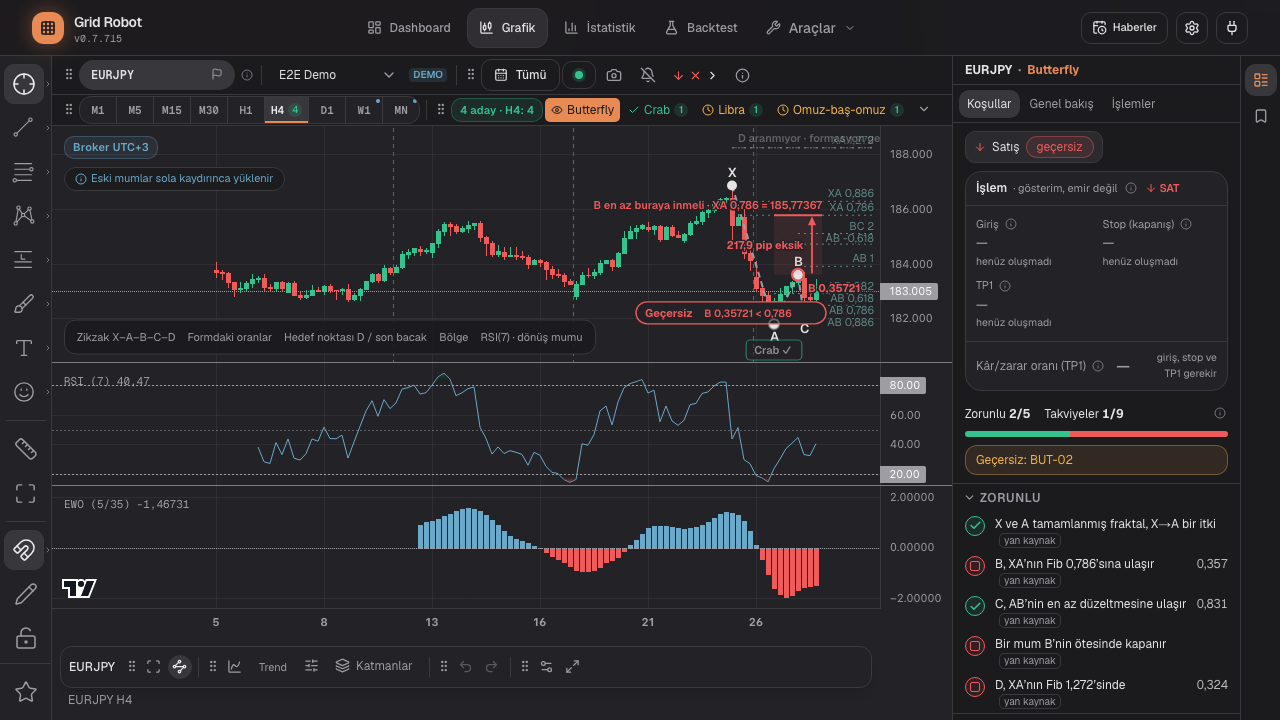 Grid Robot
v0.7.715
Dashboard
Grafik
İstatistik
Backtest
Araçlar
Haberler
EURJPY
E2E Demo
DEMO
Tümü
M1 M5 M15 M30 H1 H4 4 D1 W1 MN
4 aday · H4: 4
Butterfly
Crab 1
Libra 1
Omuz-baş-omuz 1
Broker UTC+3
Eski mumlar sola kaydırınca yüklenir
D aranmıyor · formasyon ge
188.000
X
XA 0,886
B en az buraya inmeli · XA 0,786 = 185,77367
XA 0,786
186.000
BC 2
217,9 pip eksik
AB 0,618
AB 1
B
184.000
B 0,35721
183.005
AB 0,618
Geçersiz B 0,35721 < 0,786
AB 0,786
182.000
AB 0,886
A
C
Crab ✓
Zikzak X–A–B–C–D Formdaki oranlar Hedef noktası D / son bacak Bölge RSI(7) · dönüş mumu
RSI (7) 40,47
80.00
60.00
40.00
20.00
EWO (5/35) -1,46731
2.00000
0.00000
−2.00000
5 8 13 16 21 26
EURJPY
Trend
Katmanlar
EURJPY H4
EURJPY · Butterfly
Koşullar
Genel bakış
İşlemler
↓ Satış geçersiz
İşlem · gösterim, emir değil ↓ SAT
Giriş
—
henüz oluşmadı
Stop (kapanış)
—
henüz oluşmadı
TP1
—
henüz oluşmadı
Kâr/zarar oranı (TP1) — giriş, stop ve
TP1 gerekir
Zorunlu 2/5 Takviyeler 1/9
Geçersiz: BUT-02
ZORUNLU
X ve A tamamlanmış fraktal, X→A bir itki
yan kaynak
B, XA’nın Fib 0,786’sına ulaşır 0,357
yan kaynak
C, AB’nin en az düzeltmesine ulaşır 0,831
yan kaynak
Bir mum B’nin ötesinde kapanır
yan kaynak
D, XA’nın Fib 1,272’sinde 0,324
yan kaynak